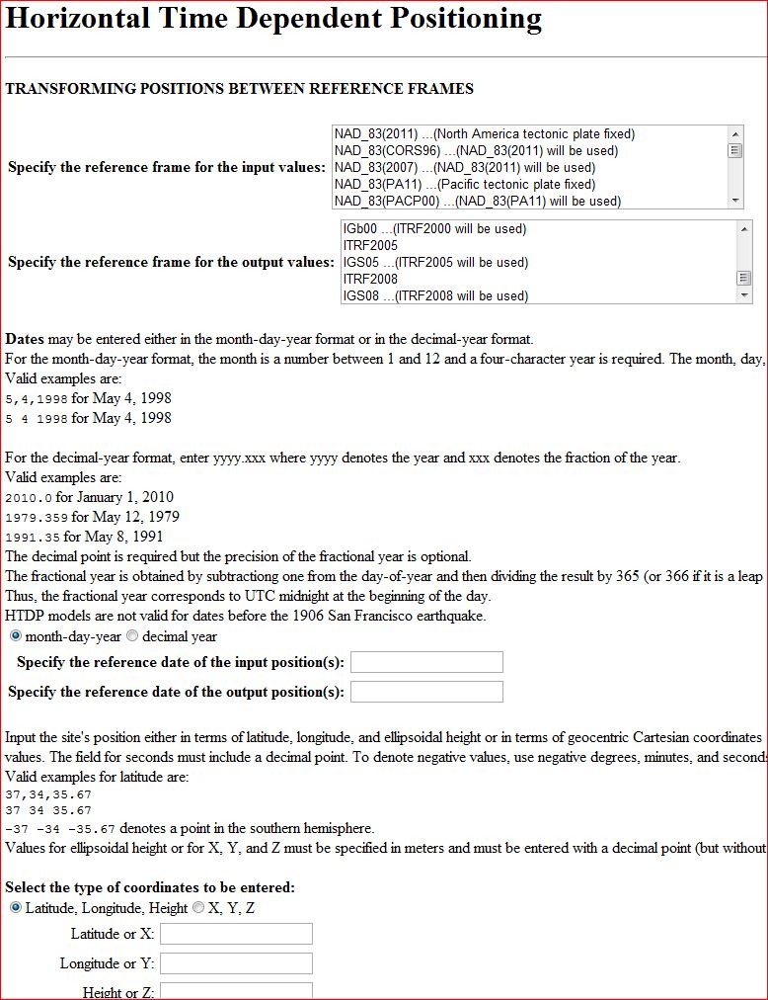 Horizontal Time Dependent Positioning
TRANSFORMING POSITIONS BETWEEN REFERENCE FRAMES
Specify the reference frame for the input values:
NAD_83(2011) ...(North America tectonic plate fixed)
NAD_83(CORS96) ...(NAD_83(2011) will be used)
NAD_83(2007) ...(NAD_83(2011) will be used)
NAD_83(PA11) ...(Pacific tectonic plate fixed)
NAD_83(PACP00) ...(NAD_83(PA11) will be used)
Specify the reference frame for the output values:
IGb00 ...(ITRF2000 will be used)
ITRF2005
IGS05 ...(ITRF2005 will be used)
ITRF2008
IGS08 ...(ITRF2008 will be used)
Dates may be entered either in the month-day-year format or in the decimal-year format.
For the month-day-year format, the month is a number between 1 and 12 and a four-character year is required. The month, day,
Valid examples are:
5,4,1998 for May 4, 1998
5 4 1998 for May 4, 1998
For the decimal-year format, enter yyyy.xxx where yyyy denotes the year and xxx denotes the fraction of the year.
Valid examples are:
2010.0 for January 1, 2010
1979.359 for May 12, 1979
1991.35 for May 8, 1991
The decimal point is required but the precision of the fractional year is optional.
The fractional year is obtained by subtractiong one from the day-of-year and then dividing the result by 365 (or 366 if it is a leap
Thus, the fractional year corresponds to UTC midnight at the beginning of the day.
HTDP models are not valid for dates before the 1906 San Francisco earthquake.
month-day-year decimal year
Specify the reference date of the input position(s):
Specify the reference date of the output position(s):
Input the site's position either in terms of latitude, longitude, and ellipsoidal height or in terms of geocentric Cartesian coordinates
values. The field for seconds must include a decimal point. To denote negative values, use negative degrees, minutes, and seconds
Valid examples for latitude are:
37,34,35.67
37 34 35.67
-37 -34 -35.67 denotes a point in the southern hemisphere.
Values for ellipsoidal height or for X, Y, and Z must be specified in meters and must be entered with a decimal point (but without
Select the type of coordinates to be entered:
Latitude, Longitude, Height X, Y, Z
Latitude or X:
Longitude or Y:
Height or Z: